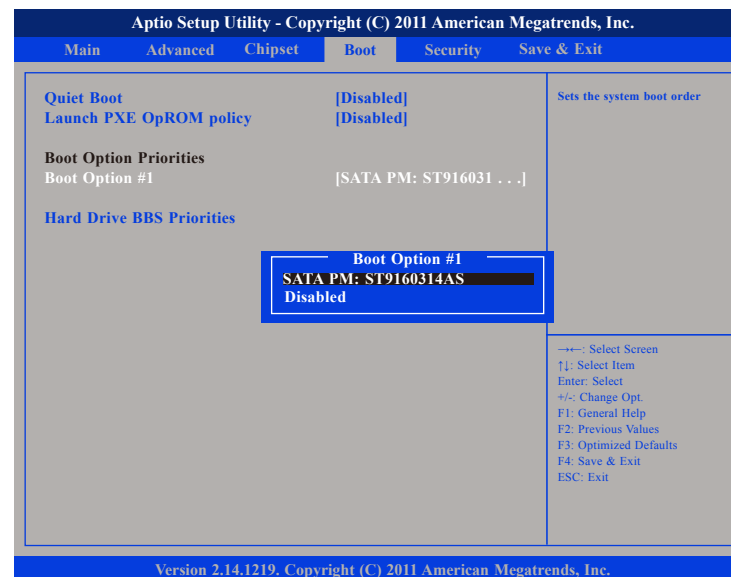 Aptio Setup Utility - Copyright (C) 2011 American Megatrends, Inc.
Main Advanced Chipset Boot Security Save & Exit
Quiet Boot [Disabled]
Launch PXE OpROM policy [Disabled]
Boot Option Priorities
Boot Option #1 [SATA PM: ST916031 . . .]
Hard Drive BBS Priorities
Boot Option #1
SATA PM: ST9160314AS
Disabled
Sets the system boot order
→←: Select Screen
↑↓: Select Item
Enter: Select
+/-: Change Opt.
F1: General Help
F2: Previous Values
F3: Optimized Defaults
F4: Save & Exit
ESC: Exit
Version 2.14.1219. Copyright (C) 2011 American Megatrends, Inc.